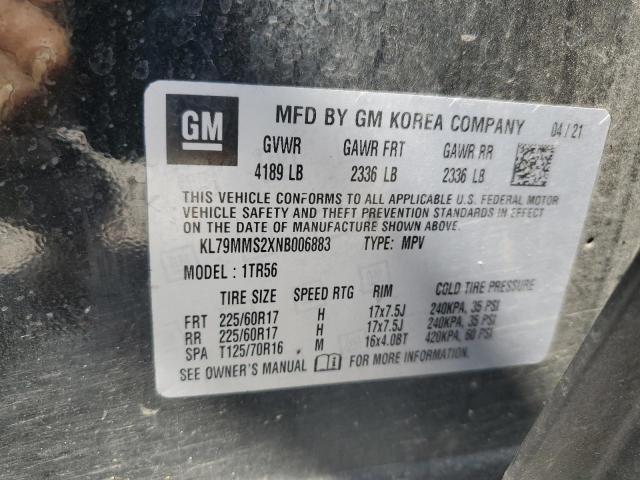 GM
MFD BY GM KOREA COMPANY 04/21
GVWR GAWR FRT GAWR RR
4189 LB 2336 LB 2336 LB
THIS VEHICLE CONFORMS TO ALL APPLICABLE U.S. FEDERAL MOTOR
VEHICLE SAFETY AND THEFT PREVENTION STANDARDS IN EFFECT
ON THE DATE OF MANUFACTURE SHOWN ABOVE.
KL79MMS2XNB006883 TYPE: MPV
MODEL: 1TR56
TIRE SIZE SPEED RTG RIM COLD TIRE PRESSURE
FRT 225/60R17 H 17x7.5J 240KPA, 35 PSI
RR 225/60R17 H 17x7.5J 240KPA, 35 PSI
SPA T125/70R16 M 16x4.0BT 420KPA, 60 PSI
SEE OWNER'S MANUAL FOR MORE INFORMATION.